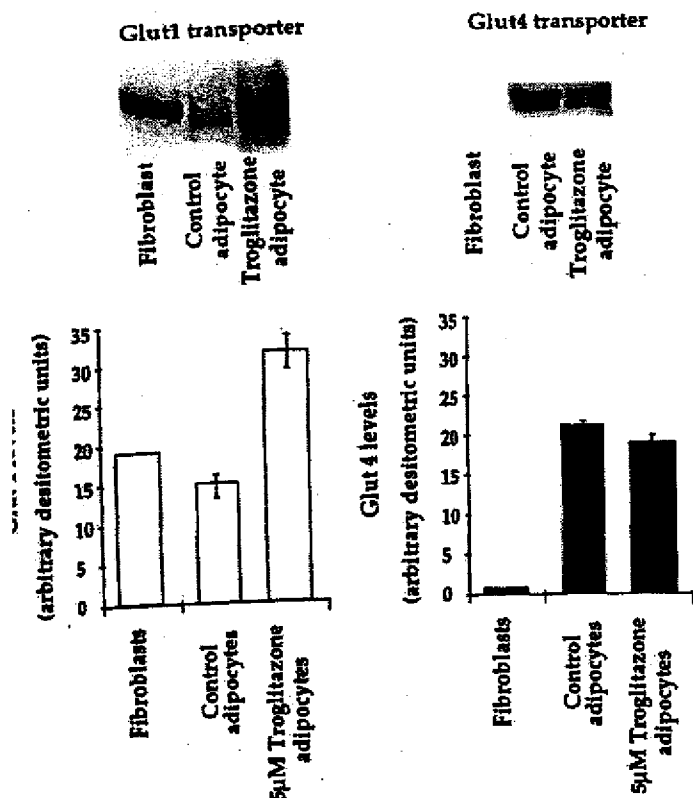 Glut1 transporter
Fibroblast
Control
adipocyte
Troglitazone
adipocyte
Glut4 transporter
Fibroblast
Control
adipocyte
Troglitazone
adipocyte
(arbitrary desitometric units)
35
30
25
20
15
10
5
0
Fibroblasts
Control
adipocytes
5µM Troglitazone
adipocytes
Glut 4 levels
(arbitrary desitometric units)
35
30
25
20
15
10
5
0
Fibroblasts
Control
adipocytes
5µM Troglitazone
adipocytes